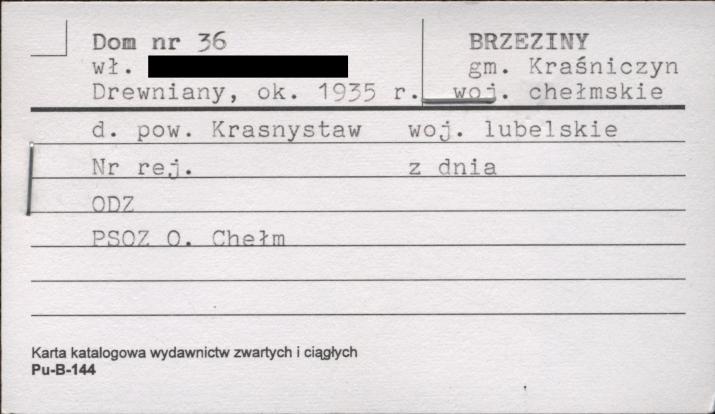 Dom nr 36 BRZEZINY
wł. gm. Kraśniczyn
Drewniany, ok. 1935 r. woj. chełmskie
d. pow. Krasnystaw woj. lubelskie
Nr rej. z dnia
ODZ
PSOZ O. Chełm
Karta katalogowa wydawnictw zwartych i ciągłych
Pu-B-144